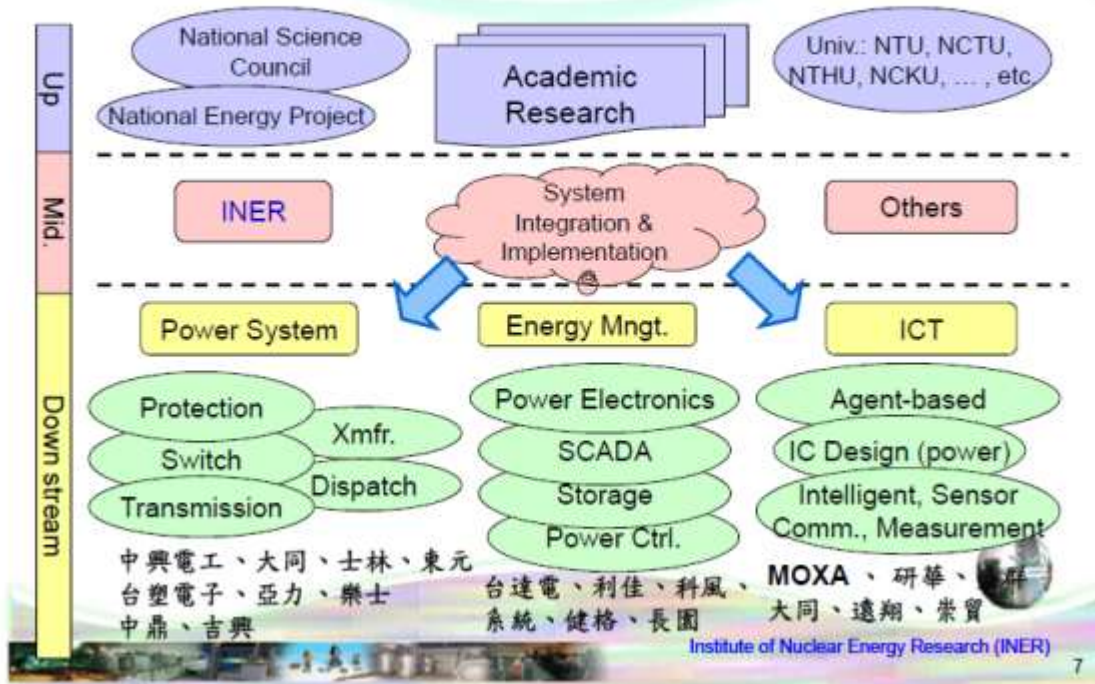 Up
National Science
Council
National Energy Project
Academic
Research
Univ.: NTU, NCTU,
NTHU, NCKU, ... , etc.
Mid.
INER
System
Integration &
Implementation
Others
Down stream
Power System
Energy Mngt.
ICT
Protection
Xmfr.
Switch
Dispatch
Transmission
Power Electronics
SCADA
Storage
Power Ctrl.
Agent-based
IC Design (power)
Intelligent, Sensor
Comm., Measurement
中興電工、大同、士林、東元
台塑電子、亞力、樂士
中鼎、吉興
台達電、利佳、科風、
系統、健格、長園
MOXA 、研華、 群
大同、遠翔、崇貿
Institute of Nuclear Energy Research (INER)
7